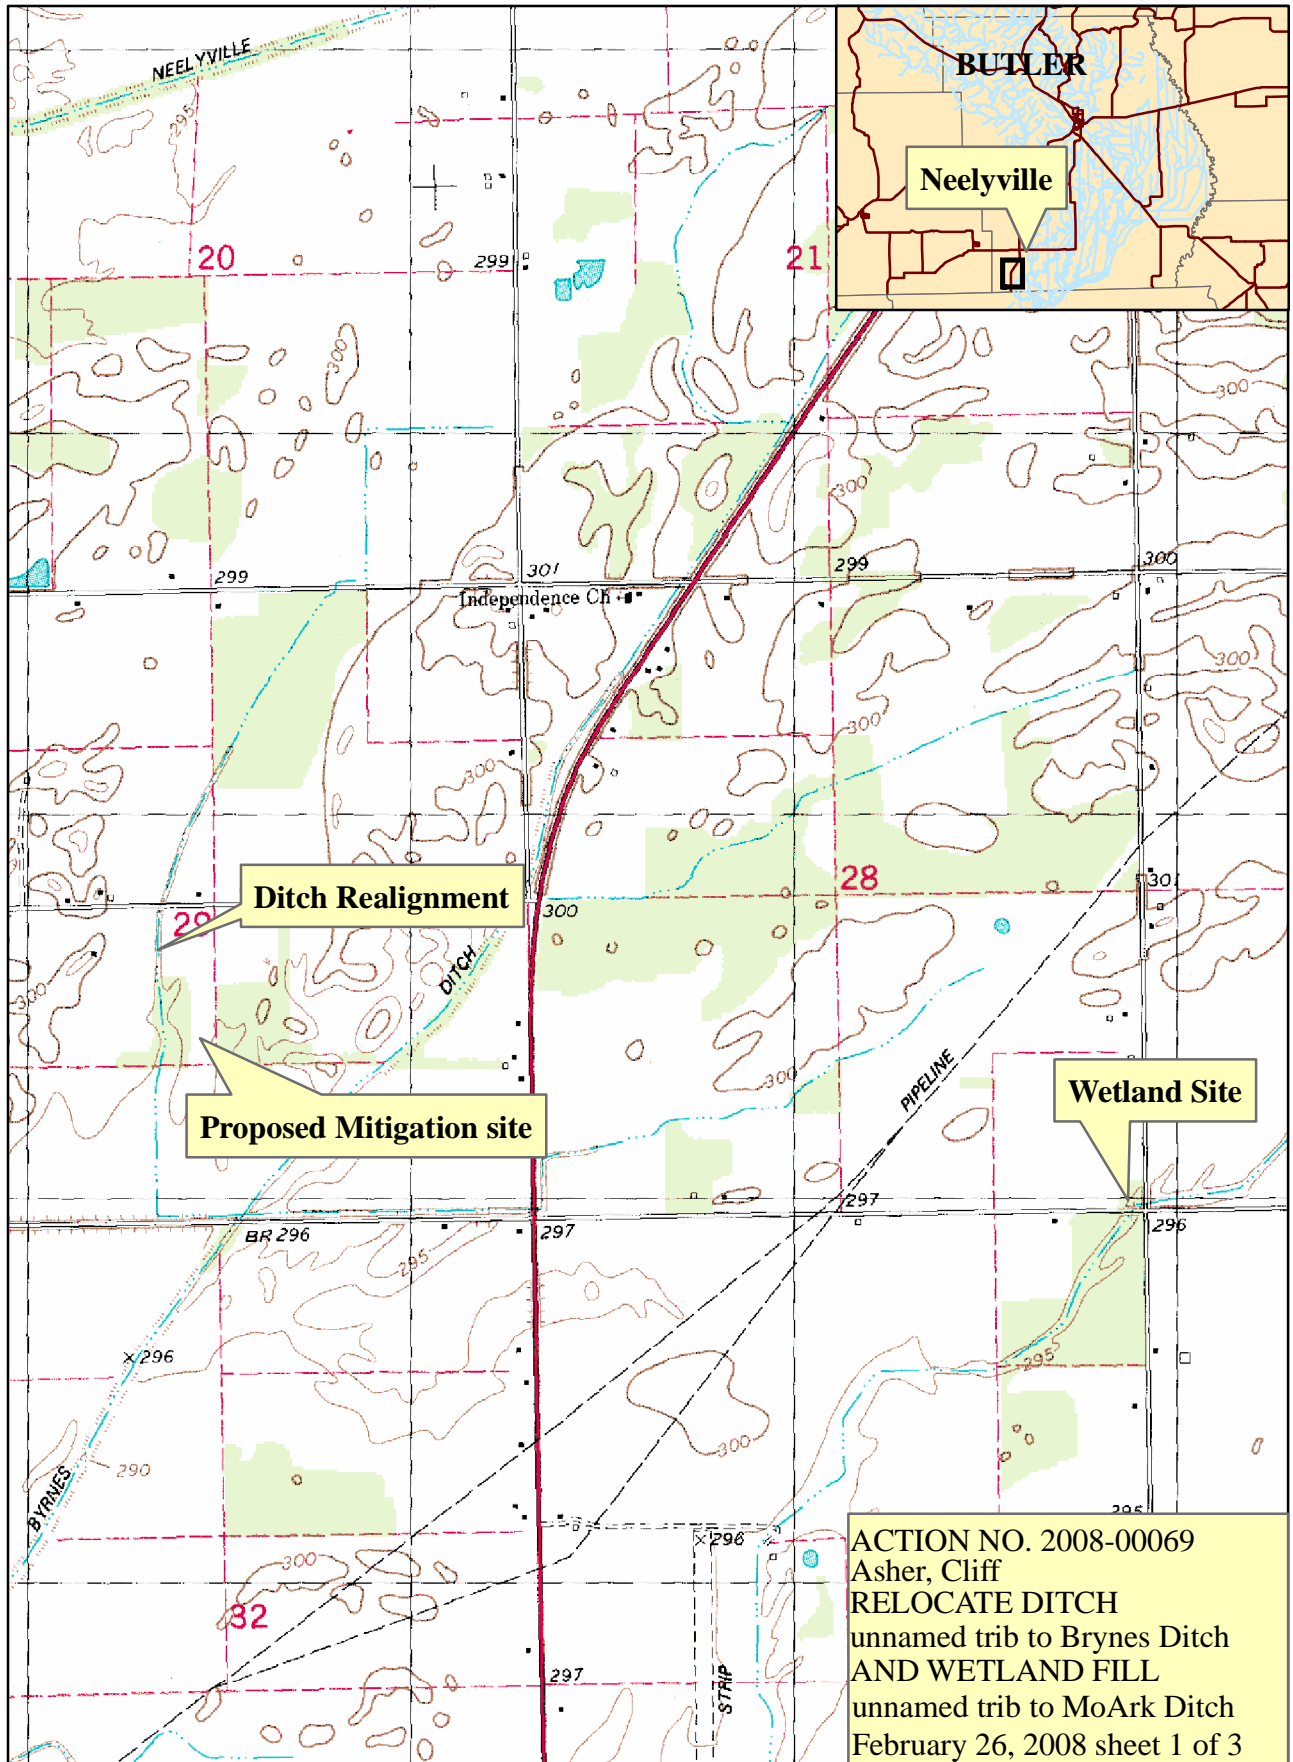 NEELYVILLE
295
BUTLER
Neelyville
20
299
21
300
300
300
299
301
299
300
Independence Ch
300
300
300
300
28
301
Ditch Realignment
29
300
DITCH
300
300
PIPELINE
Wetland Site
Proposed Mitigation site
297
296
BR 296
297
295
296
295
300
290
BYRNES
295
296
300
32
297
STRIP
ACTION NO. 2008-00069
Asher, Cliff
RELOCATE DITCH
unnamed trib to Brynes Ditch
AND WETLAND FILL
unnamed trib to MoArk Ditch
February 26, 2008 sheet 1 of 3